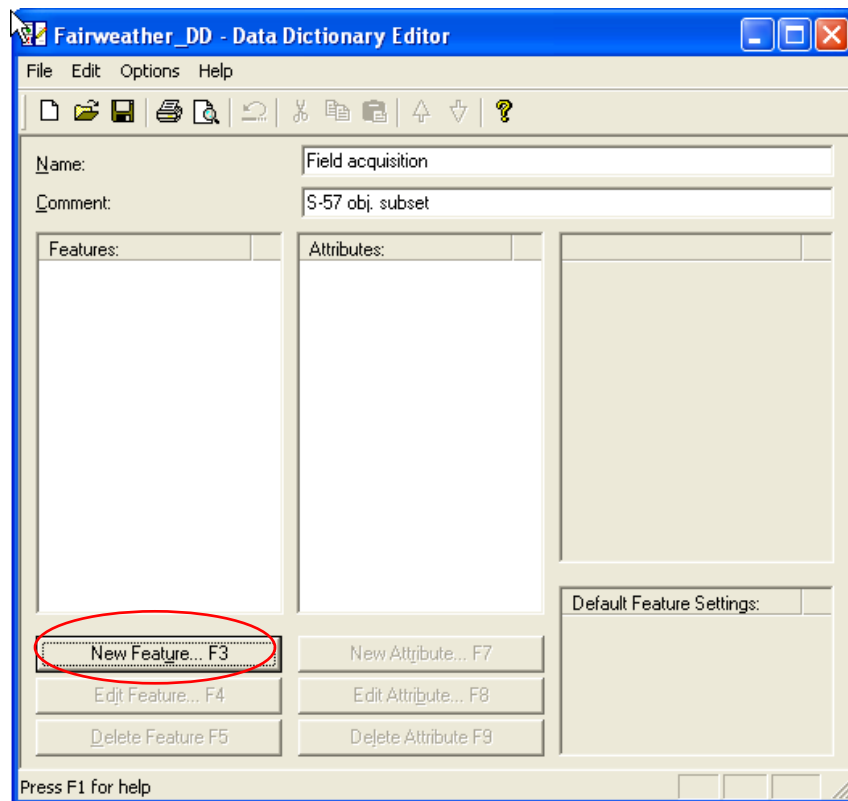 Fairweather_DD - Data Dictionary Editor
File Edit Options Help
Name: Field acquisition
Comment: S-57 obj. subset
Features: Attributes:
Default Feature Settings:
New Feature... F3 New Attribute... F7
Edit Feature... F4 Edit Attribute... F8
Delete Feature F5 Delete Attribute F9
Press F1 for help